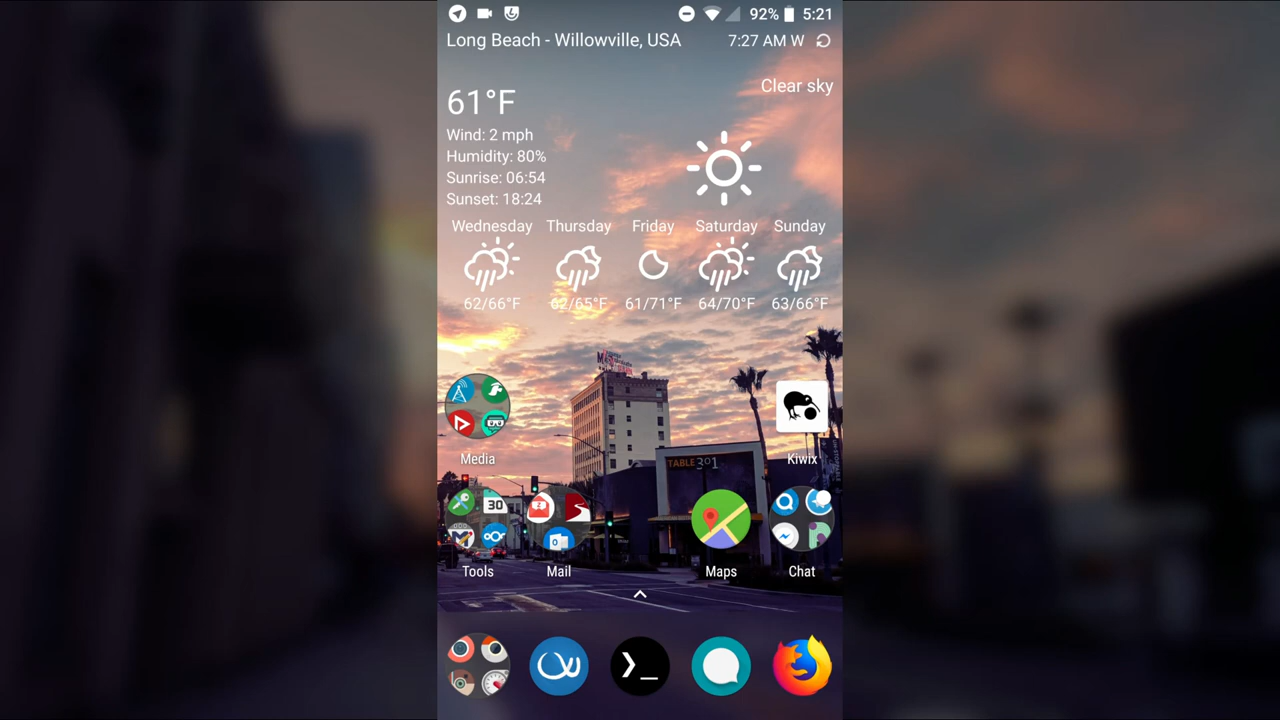 92% 5:21
Long Beach - Willowville, USA 7:27 AM W
Clear sky
61°F
Wind: 2 mph
Humidity: 80%
Sunrise: 06:54
Sunset: 18:24
Wednesday Thursday Friday Saturday Sunday
62/66°F 62/65°F 61/71°F 64/70°F 63/66°F
Media
Kiwix
TABLE 301
30
Tools Mail Maps Chat